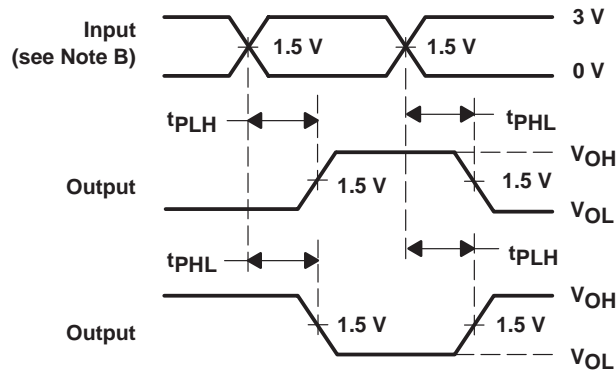 Input
(see Note B)
1.5 V
1.5 V
3 V
0 V
tPLH
tPHL
Output
1.5 V
1.5 V
VOH
VOL
tPHL
tPLH
Output
1.5 V
1.5 V
VOH
VOL